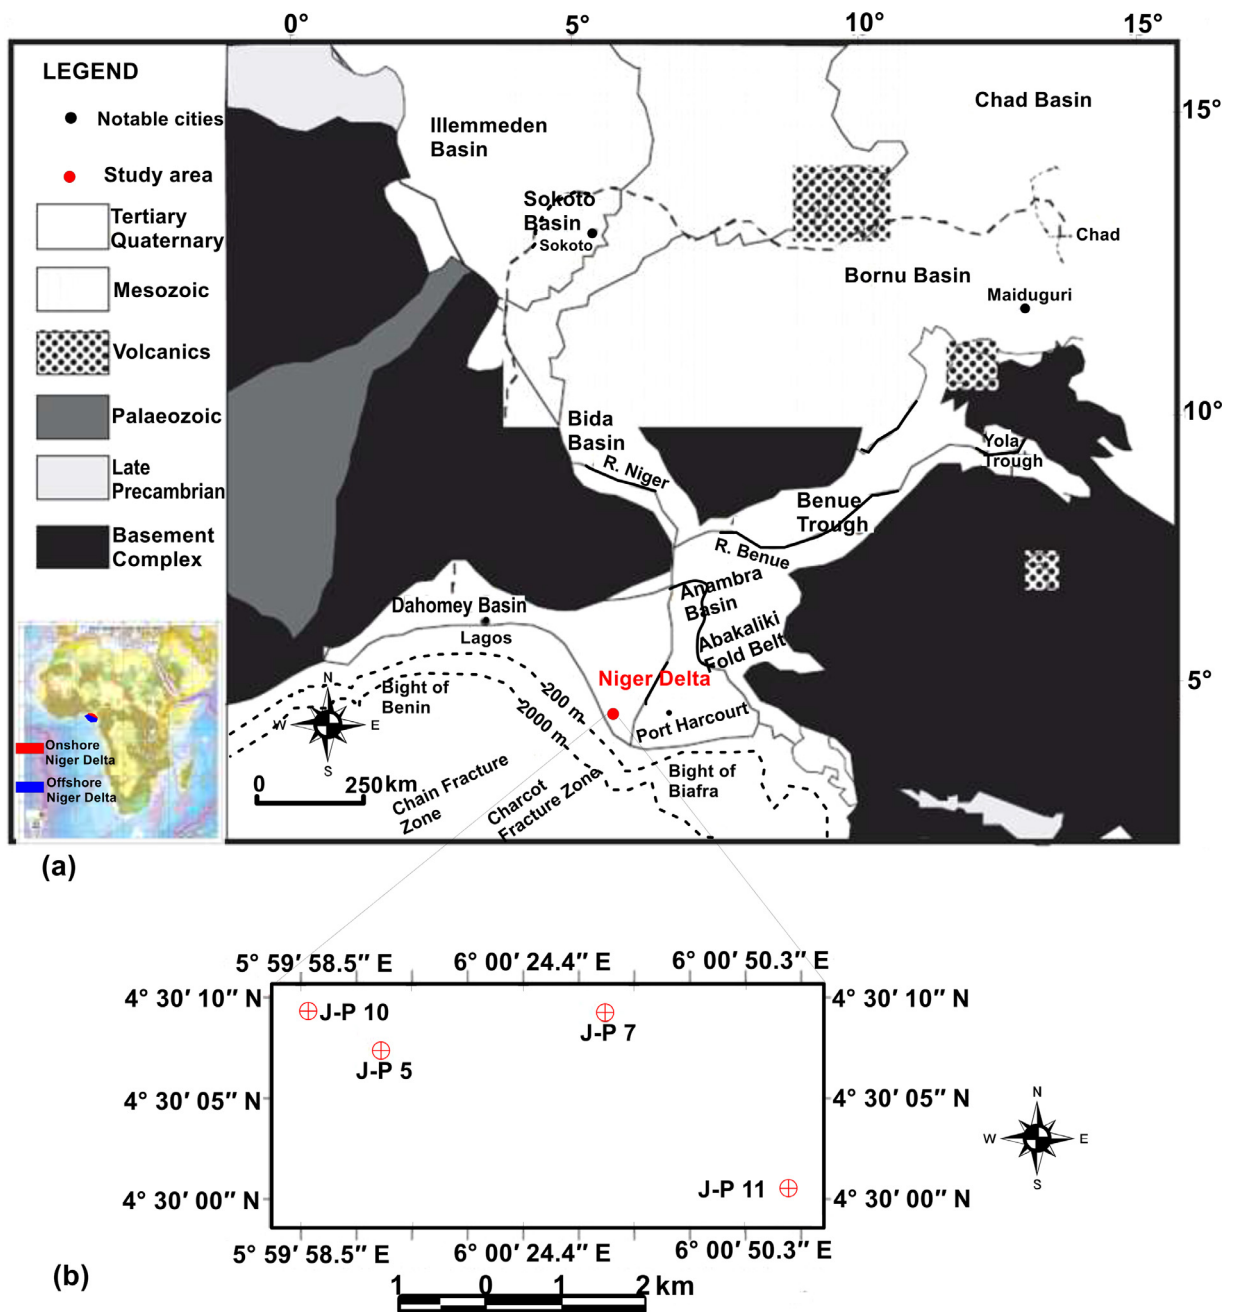 0°
5°
10°
15°
LEGEND
Notable cities
Study area
Tertiary
Quaternary
Mesozoic
Volcanics
Palaeozoic
Late
Precambrian
Basement
Complex
Onshore
Niger Delta
Offshore
Niger Delta
Illemmeden
Basin
Chad Basin
15°
Sokoto
Basin
Sokoto
Chad
Bornu Basin
Maiduguri
10°
Bida
Basin
R. Niger
Yola
Trough
Benue
Trough
R. Benue
Anambra
Basin
Dahomey Basin
Lagos
Abakaliki
Fold Belt
5°
Niger Delta
Bight of
Benin
200 m
2000 m
Port Harcourt
N
W
E
S
0
250 km
Chain Fracture
Zone
Charcot
Fracture Zone
Bight of
Biafra
(a)
5° 59′ 58.5″ E
6° 00′ 24.4″ E
6° 00′ 50.3″ E
4° 30′ 10″ N
4° 30′ 10″ N
J-P 10
J-P 7
J-P 5
4° 30′ 05″ N
4° 30′ 05″ N
N
W
E
S
J-P 11
4° 30′ 00″ N
4° 30′ 00″ N
5° 59′ 58.5″ E
6° 00′ 24.4″ E
6° 00′ 50.3″ E
(b)
1
0
1
2 km